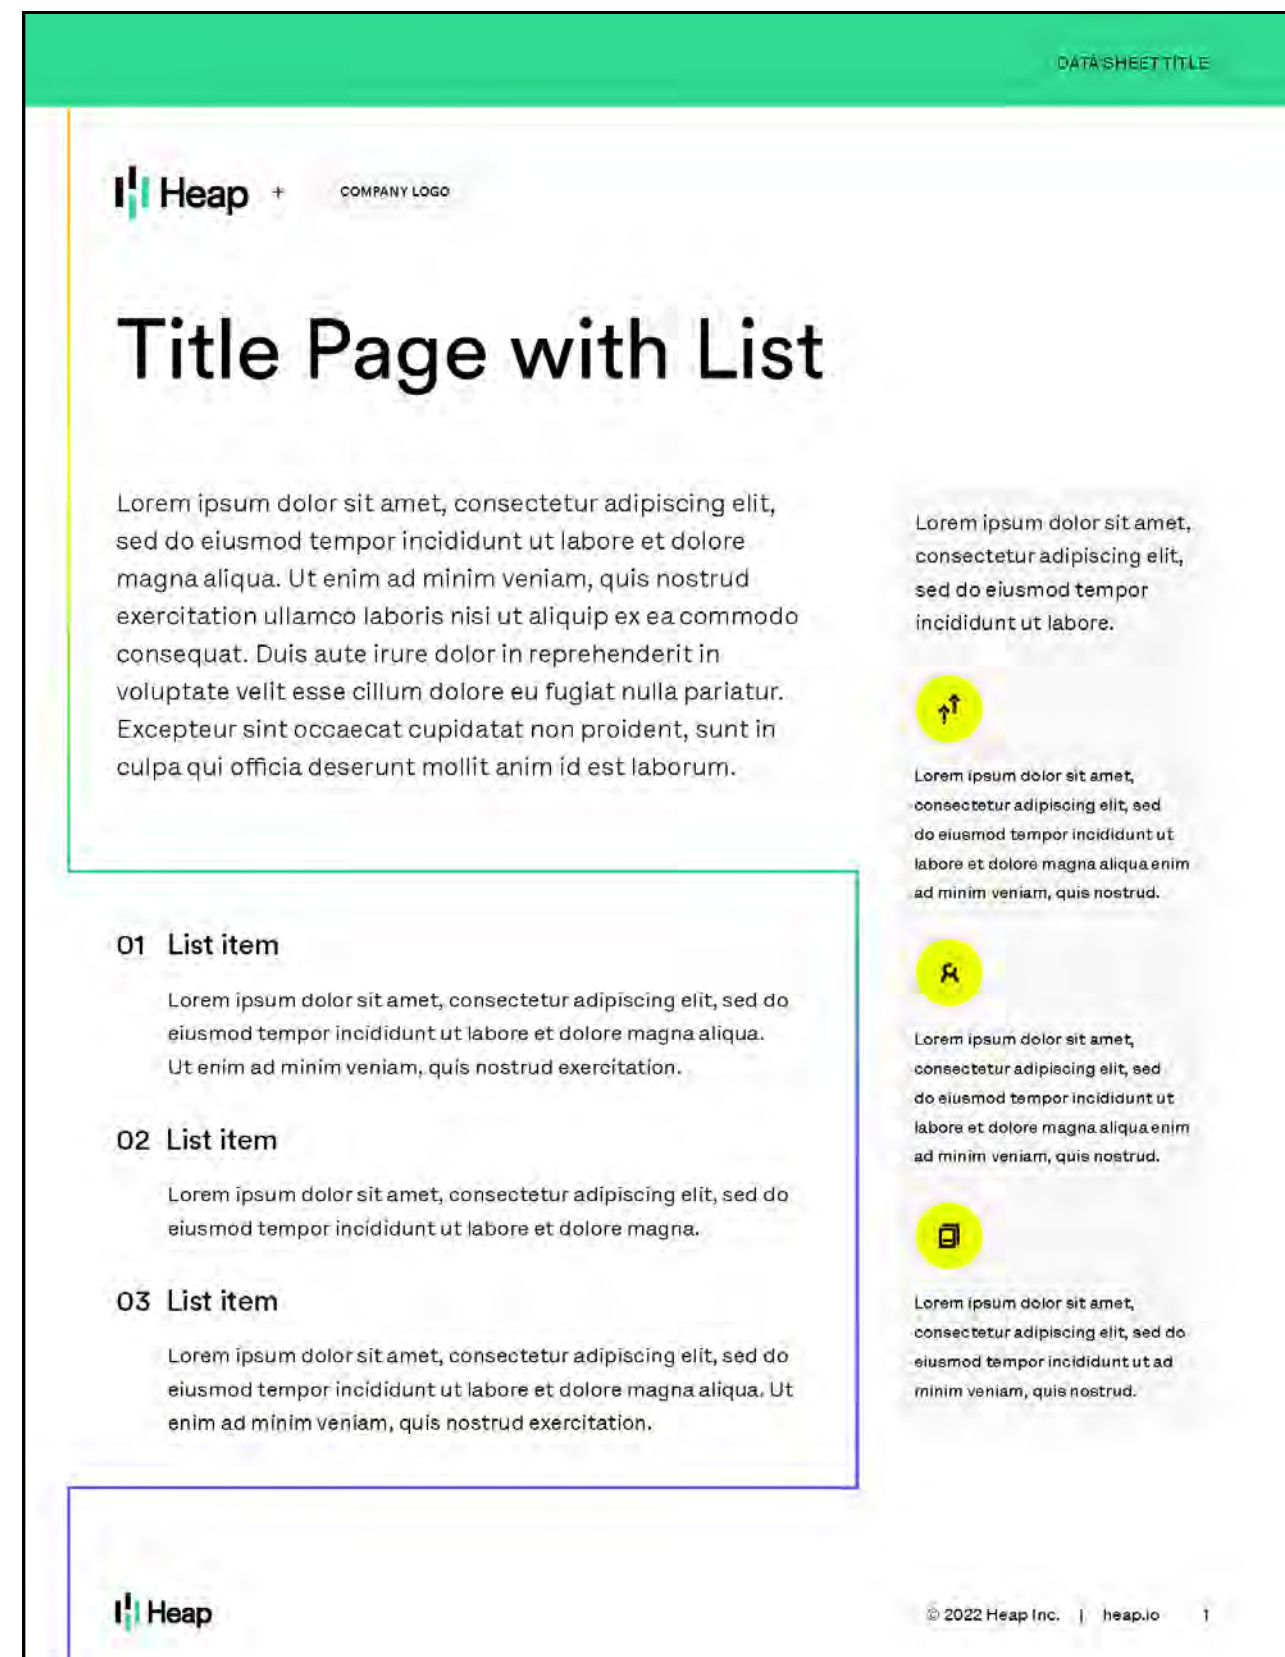 DATA SHEET TITLE
Heap + COMPANY LOGO
Title Page with List
Lorem ipsum dolor sit amet, consectetur adipiscing elit,
sed do eiusmod tempor incididunt ut labore et dolore
magna aliqua. Ut enim ad minim veniam, quis nostrud
exercitation ullamco laboris nisi ut aliquip ex ea commodo
consequat. Duis aute irure dolor in reprehenderit in
voluptate velit esse cillum dolore eu fugiat nulla pariatur.
Excepteur sint occaecat cupidatat non proident, sunt in
culpa qui officia deserunt mollit anim id est laborum.
01 List item
Lorem ipsum dolor sit amet, consectetur adipiscing elit, sed do
eiusmod tempor incididunt ut labore et dolore magna aliqua.
Ut enim ad minim veniam, quis nostrud exercitation.
02 List item
Lorem ipsum dolor sit amet, consectetur adipiscing elit, sed do
eiusmod tempor incididunt ut labore et dolore magna.
03 List item
Lorem ipsum dolor sit amet, consectetur adipiscing elit, sed do
eiusmod tempor incididunt ut labore et dolore magna aliqua. Ut
enim ad minim veniam, quis nostrud exercitation.
Lorem ipsum dolor sit amet,
consectetur adipiscing elit,
sed do eiusmod tempor
incididunt ut labore.
Lorem ipsum dolor sit amet,
consectetur adipiscing elit, sed
do eiusmod tempor incididunt ut
labore et dolore magna aliqua enim
ad minim veniam, quis nostrud.
Lorem ipsum dolor sit amet,
consectetur adipiscing elit, sed
do eiusmod tempor incididunt ut
labore et dolore magna aliqua enim
ad minim veniam, quis nostrud.
Lorem ipsum dolor sit amet,
consectetur adipiscing elit, sed do
eiusmod tempor incididunt ut ad
minim veniam, quis nostrud.
Heap
© 2022 Heap Inc. | heap.io 1